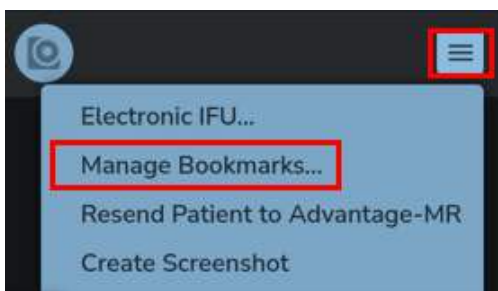 Electronic IFU...
Manage Bookmarks...
Resend Patient to Advantage-MR
Create Screenshot